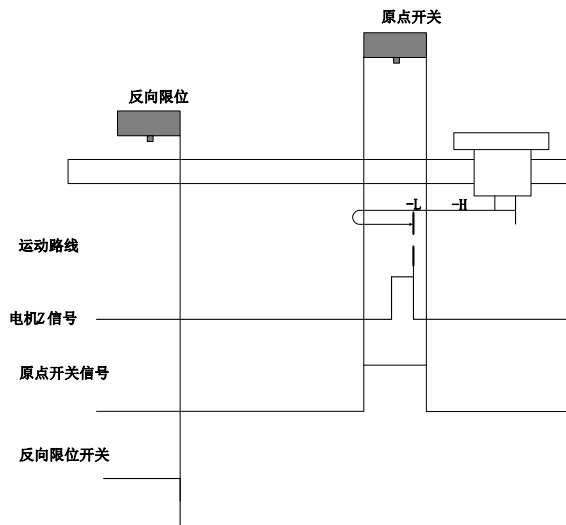 原点开关
反向限位
-L
-H
运动路线
电机Z信号
原点开关信号
反向限位开关